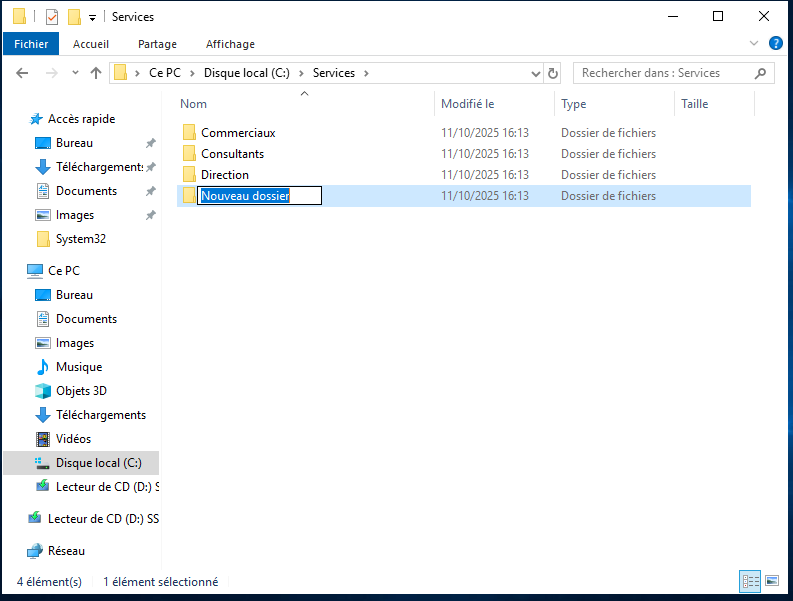 Services
Fichier Accueil Partage Affichage ?
Ce PC > Disque local (C:) > Services > Rechercher dans : Services
Nom Modifié le Type Taille
Accès rapide
Bureau
Téléchargements
Documents
Images
System32
Ce PC
Bureau
Documents
Images
Musique
Objets 3D
Téléchargements
Vidéos
Disque local (C:)
Lecteur de CD (D:) S
Lecteur de CD (D:) SS
Réseau
Commerciaux 11/10/2025 16:13 Dossier de fichiers
Consultants 11/10/2025 16:13 Dossier de fichiers
Direction 11/10/2025 16:13 Dossier de fichiers
Nouveau dossier 11/10/2025 16:13 Dossier de fichiers
4 élément(s) 1 élément sélectionné